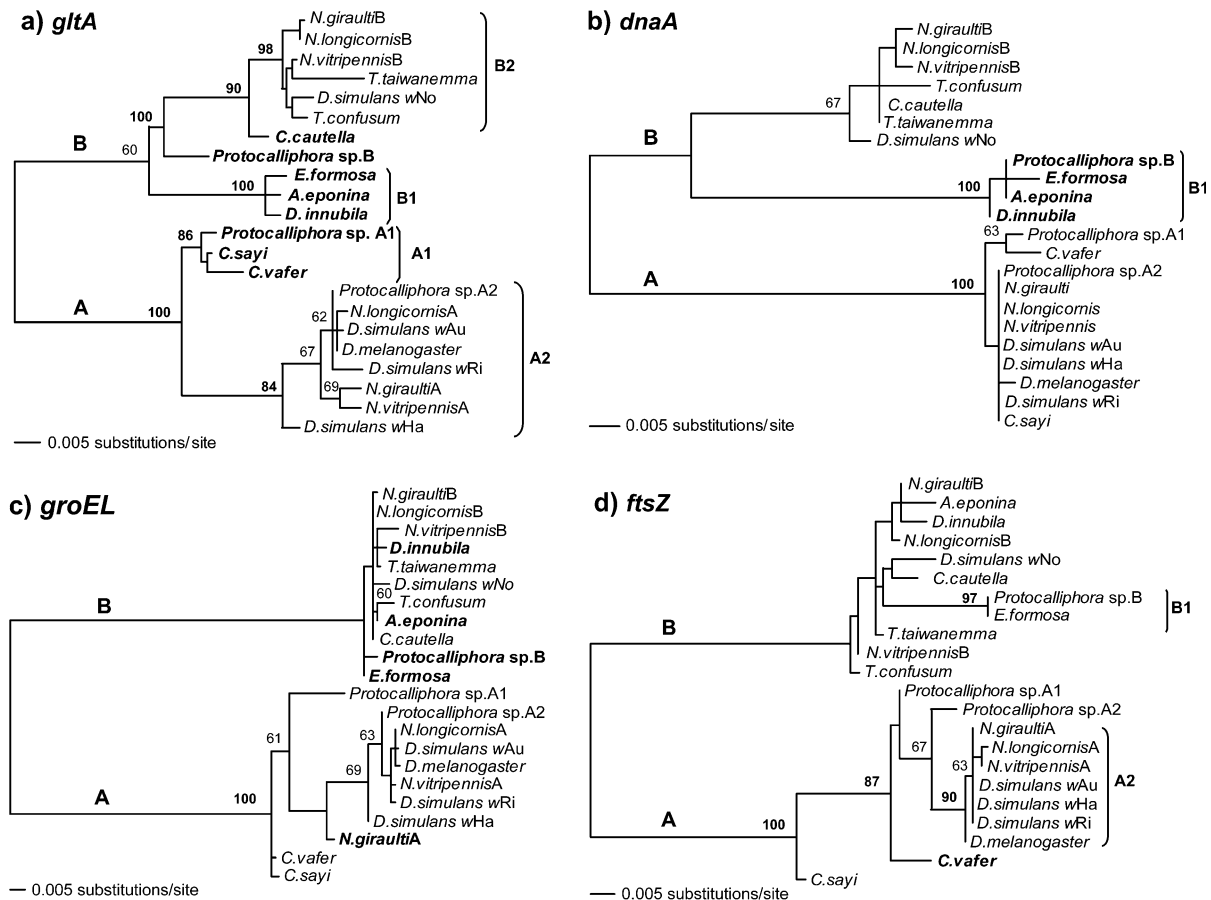 a) gltA
N.giraultiB
N.longicornisB
N.vitripennisB
T.taiwanemma
D.simulans wNo
T.confusum
C.cautella
Protocalliphora sp.B
E.formosa
A.eponina
D. innubila
Protocalliphora sp. A1
C.sayi
C.vafer
Protocalliphora sp.A2
N.longicornisA
D.simulans wAu
D.melanogaster
D.simulans wRi
N.giraultiA
N.vitripennisA
D.simulans wHa
98
90
100
60
100
86
100
62
67
69
84
B
A
B2
B1
A1
A2
0.005 substitutions/site
b) dnaA
N.giraultiB
N.longicornisB
N.vitripennisB
T.confusum
C.cautella
T.taiwanemma
D.simulans wNo
Protocalliphora sp.B
E.formosa
A.eponina
D.innubila
Protocalliphora sp.A1
C.vafer
Protocalliphora sp.A2
N.giraulti
N.longicornis
N.vitripennis
D.simulans wAu
D.simulans wHa
D.melanogaster
D.simulans wRi
C.sayi
67
100
63
100
B
A
B1
0.005 substitutions/site
c) groEL
N.giraultiB
N.longicornisB
N.vitripennisB
D.innubila
T.taiwanemma
D.simulans wNo
T.confusum
A.eponina
C.cautella
Protocalliphora sp.B
E.formosa
Protocalliphora sp.A1
Protocalliphora sp.A2
N.longicornisA
D.simulans wAu
D.melanogaster
N.vitripennisA
D.simulans wRi
D.simulans wHa
N.giraultiA
C.vafer
C.sayi
60
61
63
69
100
B
A
0.005 substitutions/site
d) ftsZ
N.giraultiB
A.eponina
D.innubila
N.longicornisB
D.simulans wNo
C.cautella
Protocalliphora sp.B
E.formosa
T.taiwanemma
N.vitripennisB
T.confusum
Protocalliphora sp.A1
Protocalliphora sp.A2
N.giraultiA
N.longicornisA
N.vitripennisA
D.simulans wAu
D.simulans wHa
D.simulans wRi
D.melanogaster
C.vafer
C.sayi
97
67
63
87
90
100
B
A
B1
A2
0.005 substitutions/site